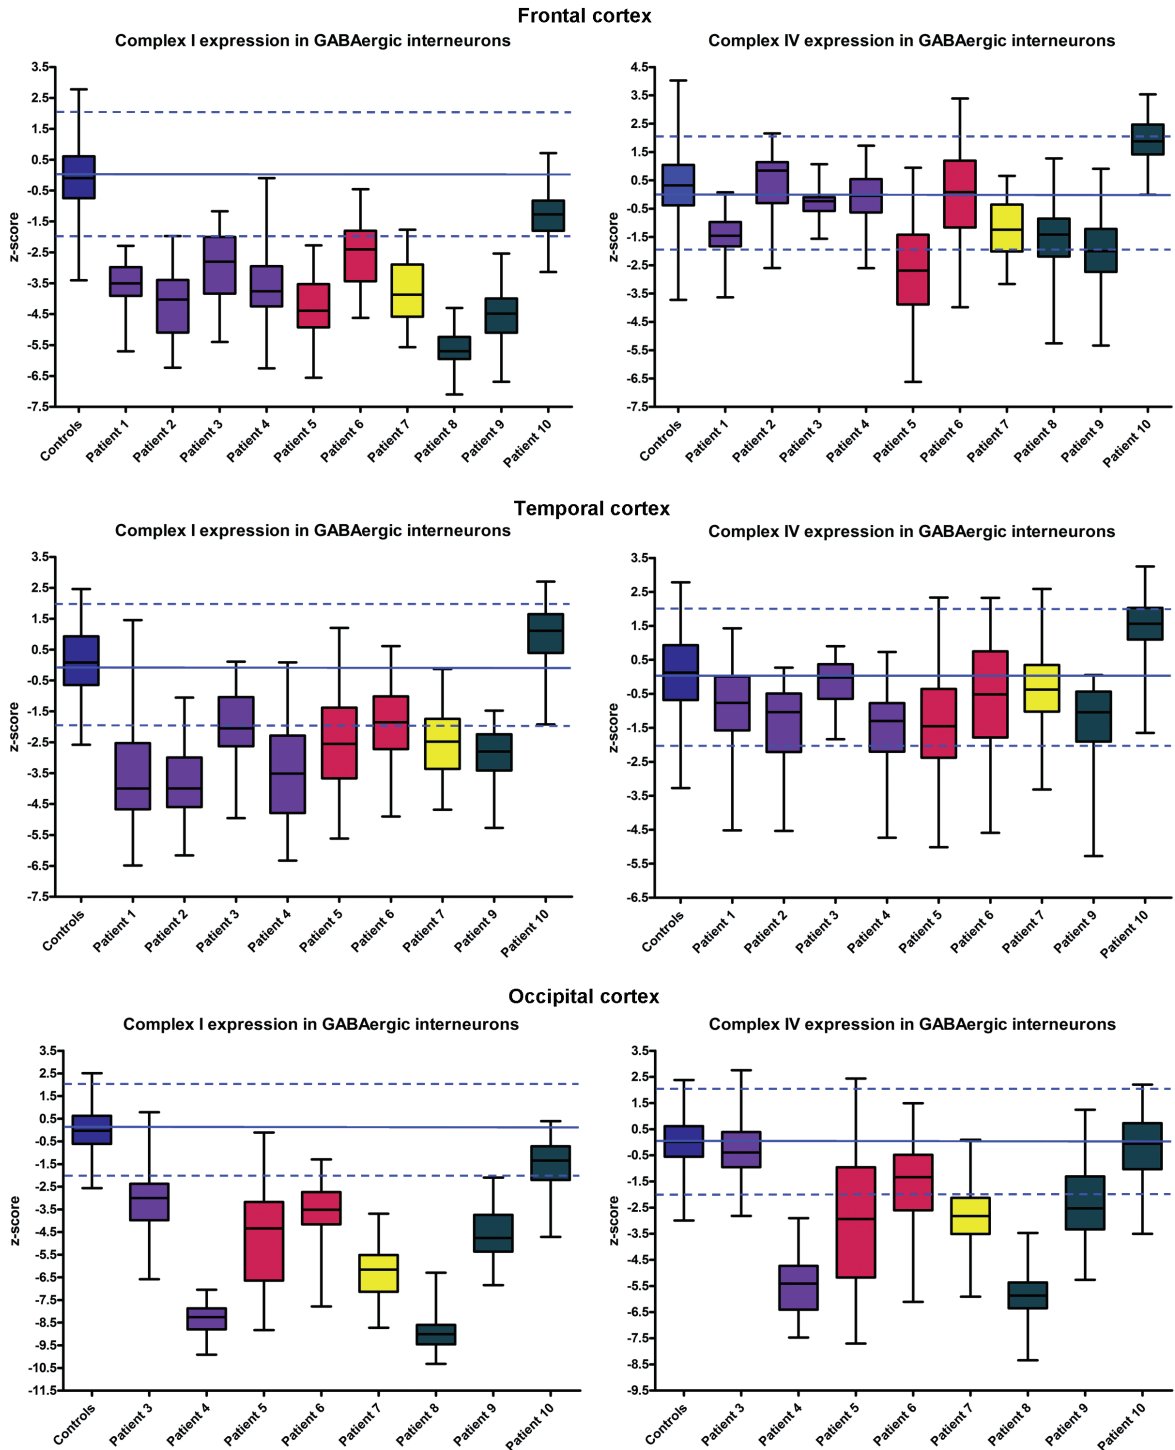 Frontal cortex
Complex I expression in GABAergic interneurons
z-score
3.5
2.5
1.5
0.5
-0.5
-1.5
-2.5
-3.5
-4.5
-5.5
-6.5
-7.5
Controls
Patient 1
Patient 2
Patient 3
Patient 4
Patient 5
Patient 6
Patient 7
Patient 8
Patient 9
Patient 10
Complex IV expression in GABAergic interneurons
z-score
4.5
3.5
2.5
1.5
0.5
-0.5
-1.5
-2.5
-3.5
-4.5
-5.5
-6.5
-7.5
Controls
Patient 1
Patient 2
Patient 3
Patient 4
Patient 5
Patient 6
Patient 7
Patient 8
Patient 9
Patient 10
Temporal cortex
Complex I expression in GABAergic interneurons
z-score
3.5
2.5
1.5
0.5
-0.5
-1.5
-2.5
-3.5
-4.5
-5.5
-6.5
-7.5
Controls
Patient 1
Patient 2
Patient 3
Patient 4
Patient 5
Patient 6
Patient 7
Patient 9
Patient 10
Complex IV expression in GABAergic interneurons
z-score
3.5
2.5
1.5
0.5
-0.5
-1.5
-2.5
-3.5
-4.5
-5.5
-6.5
Controls
Patient 1
Patient 2
Patient 3
Patient 4
Patient 5
Patient 6
Patient 7
Patient 9
Patient 10
Occipital cortex
Complex I expression in GABAergic interneurons
z-score
3.5
2.5
1.5
0.5
-0.5
-1.5
-2.5
-3.5
-4.5
-5.5
-6.5
-7.5
-8.5
-9.5
-10.5
-11.5
Controls
Patient 3
Patient 4
Patient 5
Patient 6
Patient 7
Patient 8
Patient 9
Patient 10
Complex IV expression in GABAergic interneurons
z-score
3.5
2.5
1.5
0.5
-0.5
-1.5
-2.5
-3.5
-4.5
-5.5
-6.5
-7.5
-8.5
-9.5
Controls
Patient 3
Patient 4
Patient 5
Patient 6
Patient 7
Patient 8
Patient 9
Patient 10